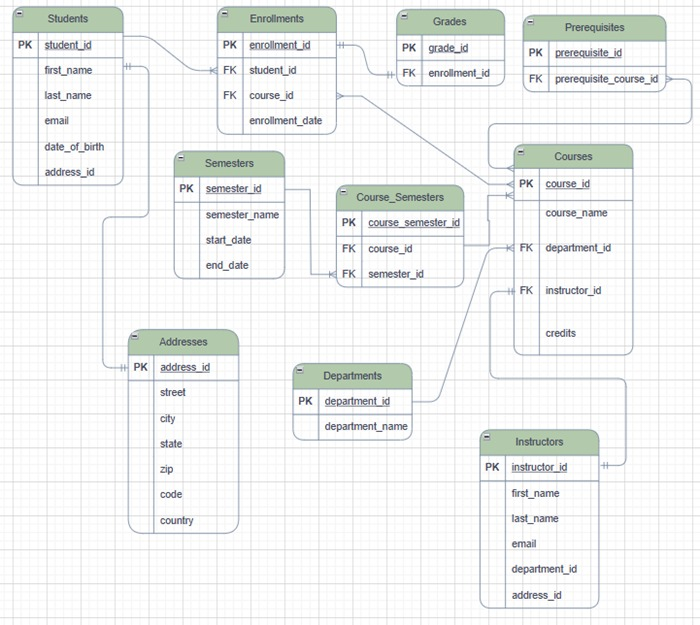 Students
PK student_id
first_name
last_name
email
date_of_birth
address_id
Enrollments
PK enrollment_id
FK student_id
FK course_id
enrollment_date
Grades
PK grade_id
FK enrollment_id
Prerequisites
PK prerequisite_id
FK prerequisite_course_id
Semesters
PK semester_id
semester_name
start_date
end_date
Course_Semesters
PK course_semester_id
FK course_id
FK semester_id
Courses
PK course_id
course_name
FK department_id
FK instructor_id
credits
Addresses
PK address_id
street
city
state
zip
code
country
Departments
PK department_id
department_name
Instructors
PK instructor_id
first_name
last_name
email
department_id
address_id